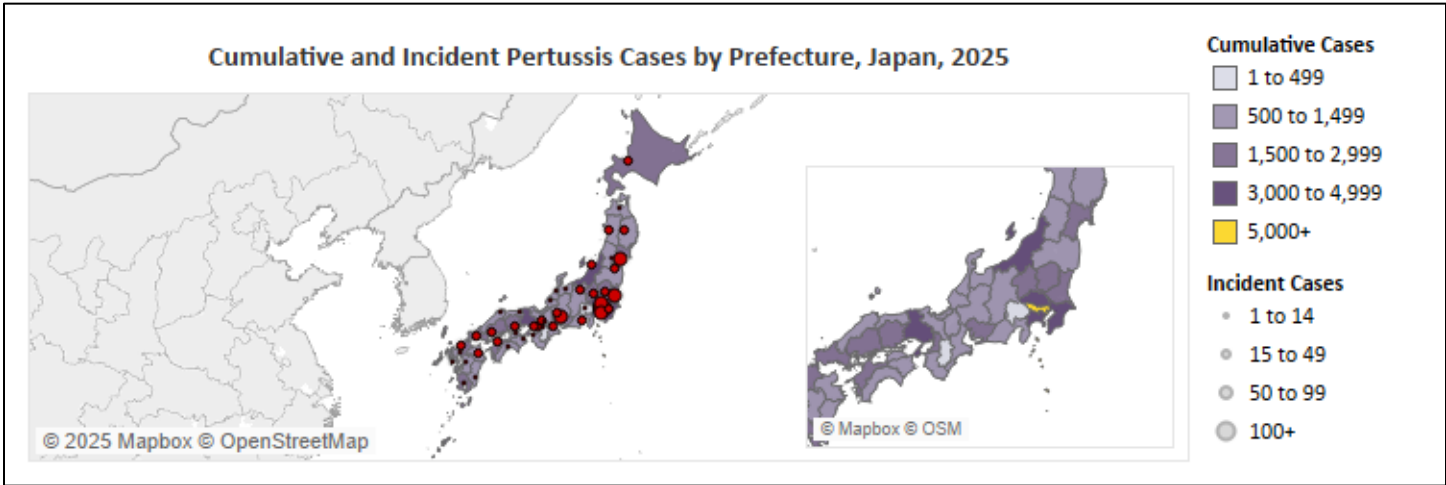 Cumulative and Incident Pertussis Cases by Prefecture, Japan, 2025
© 2025 Mapbox © OpenStreetMap
© Mapbox © OSM
Cumulative Cases
1 to 499
500 to 1,499
1,500 to 2,999
3,000 to 4,999
5,000+
Incident Cases
1 to 14
15 to 49
50 to 99
100+